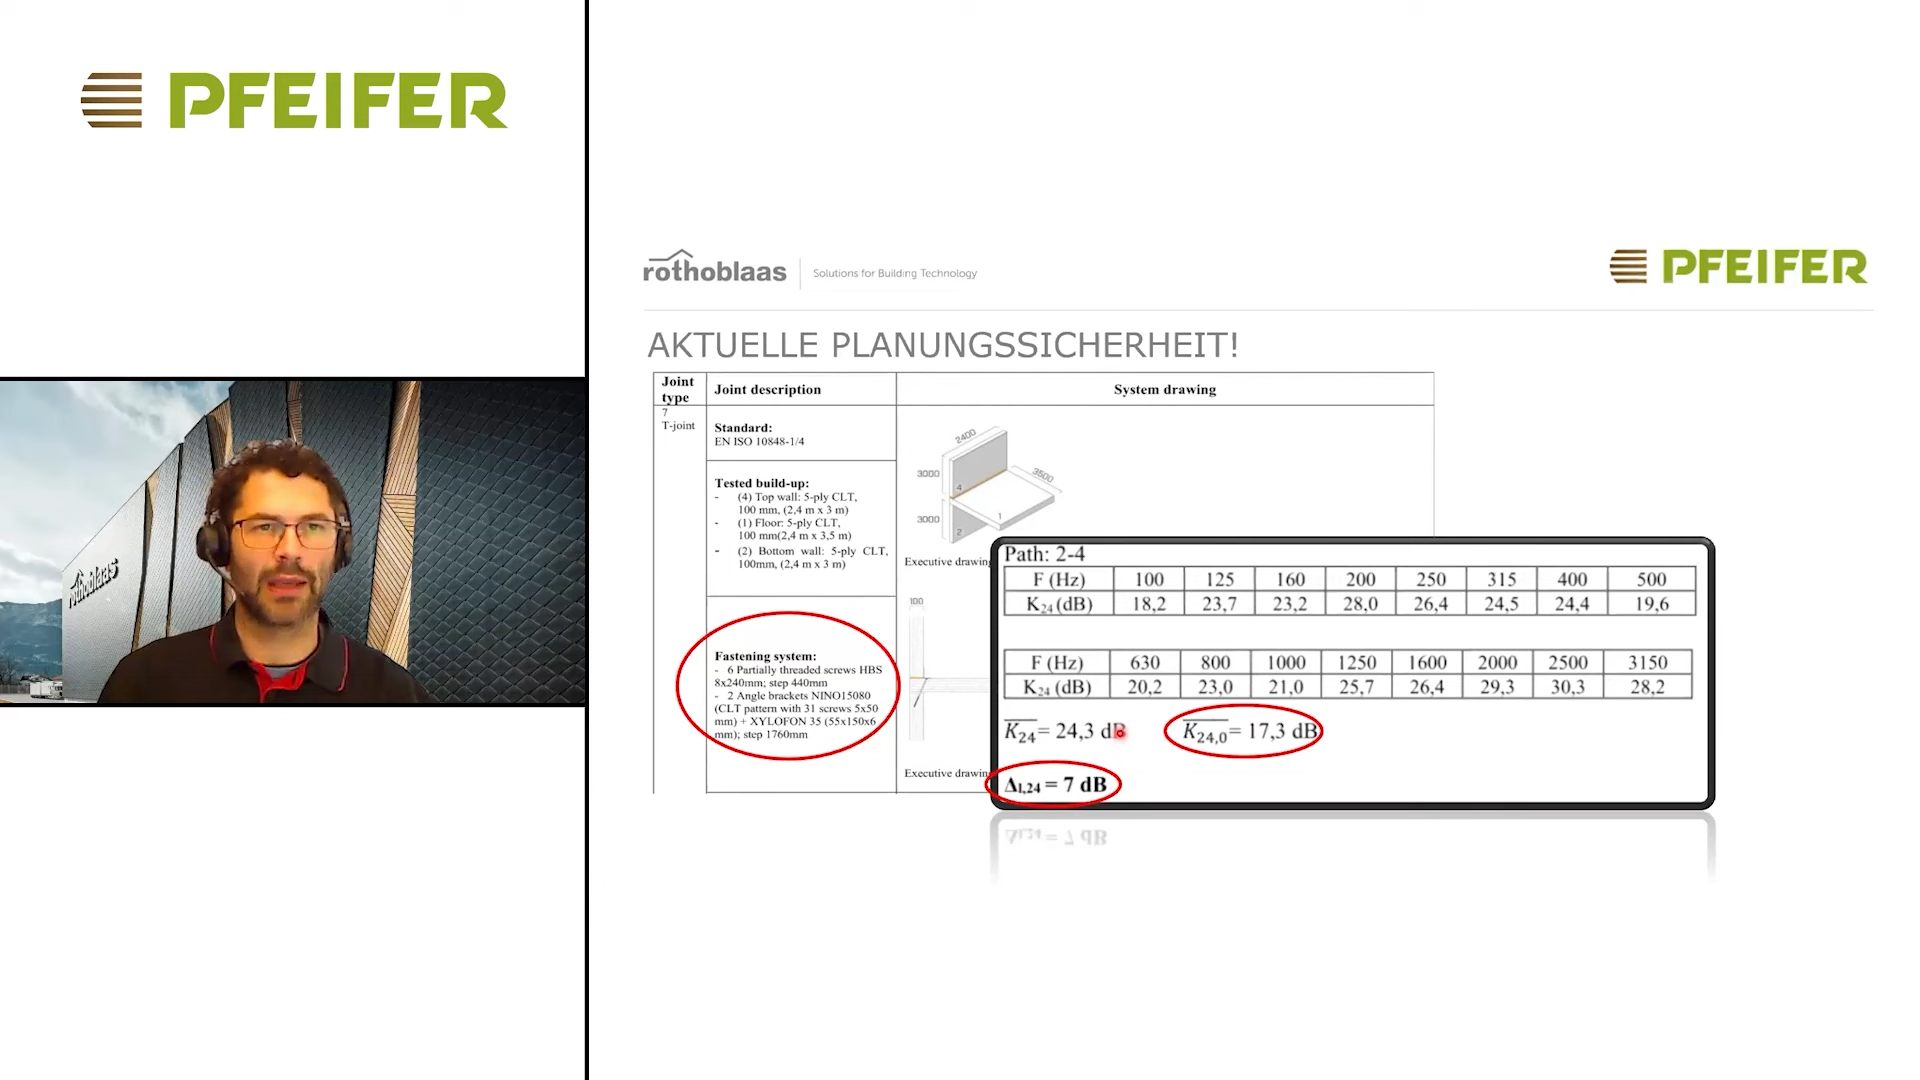 PFEIFER
rothoblaas
rothoblaas
Solutions for Building Technology
PFEIFER
AKTUELLE PLANUNGSSICHERHEIT!
Joint type
Joint description
System drawing
7
T-joint
Standard:
EN ISO 10848-1/4
Tested build-up:
- (4) Top wall: 5-ply CLT,
100 mm, (2,4 m x 3 m)
- (1) Floor: 5-ply CLT,
100 mm(2,4 m x 3,5 m)
- (2) Bottom wall: 5-ply CLT,
100mm, (2,4 m x 3 m)
Fastening system:
- 6 Partially threaded screws HBS
8x240mm; step 440mm
- 2 Angle brackets NINO15080
(CLT pattern with 31 screws 5x50
mm) + XYLOFON 35 (55x150x6
mm); step 1760mm
2400
3000
3500
4
3000
1
2
Executive drawing
100
Executive drawing
Path: 2-4
F (Hz) 100 125 160 200 250 315 400 500
K24 (dB) 18,2 23,7 23,2 28,0 26,4 24,5 24,4 19,6
F (Hz) 630 800 1000 1250 1600 2000 2500 3150
K24 (dB) 20,2 23,0 21,0 25,7 26,4 29,3 30,3 28,2
K24= 24,3 dB K24,0= 17,3 dB
Δl,24 = 7 dB